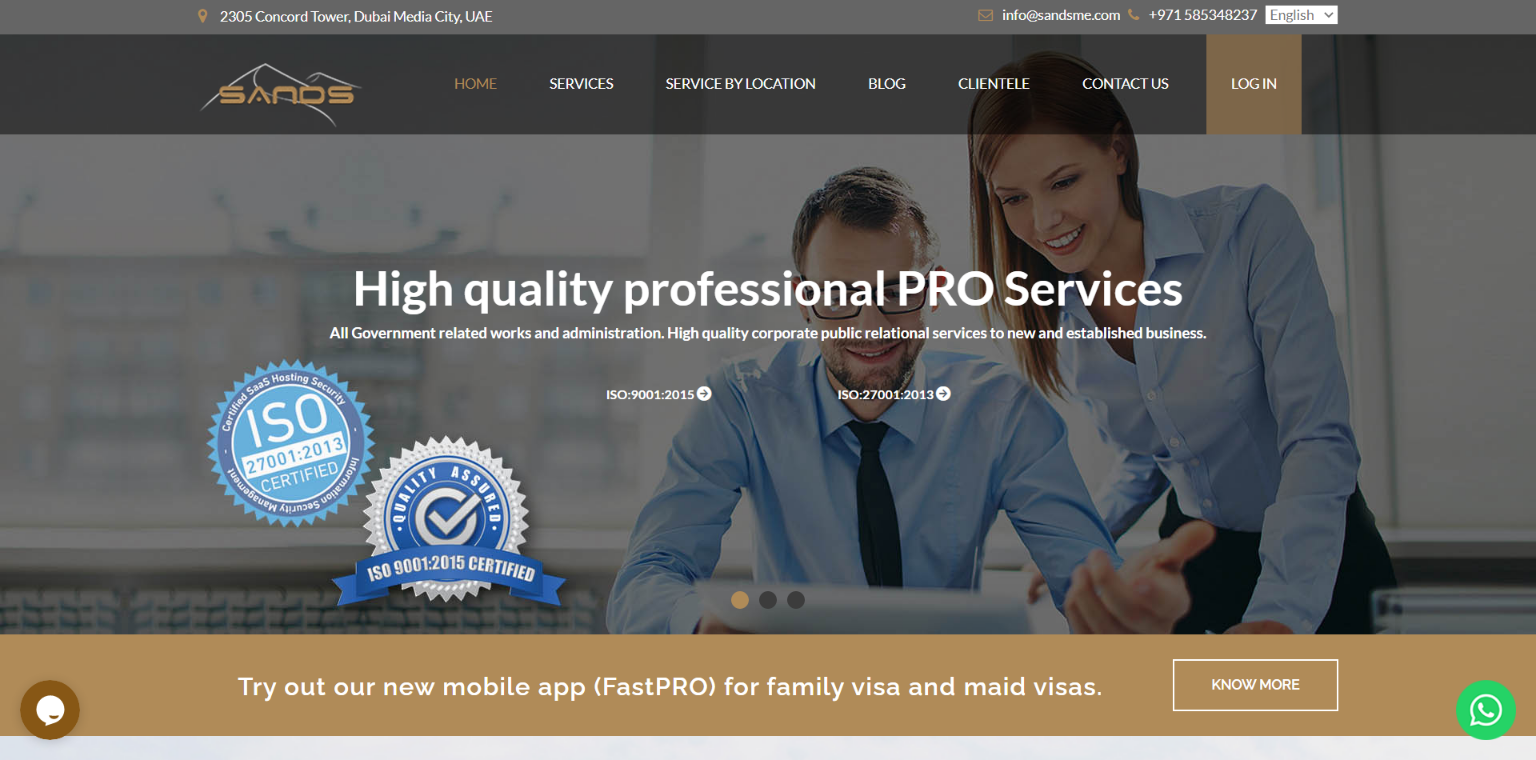 2305 Concord Tower, Dubai Media City, UAE
info@sandsme.com
+971 585348237
English
SANDS
HOME
SERVICES
SERVICE BY LOCATION
BLOG
CLIENTELE
CONTACT US
LOG IN
High quality professional PRO Services
All Government related works and administration. High quality corporate public relational services to new and established business.
ISO:9001:2015
ISO:27001:2013
Certified SaaS Hosting Security
ISO
27001:2013
CERTIFIED
Information Security Management
QUALITY ASSURED
ISO 9001:2015 CERTIFIED
Try out our new mobile app (FastPRO) for family visa and maid visas.
KNOW MORE